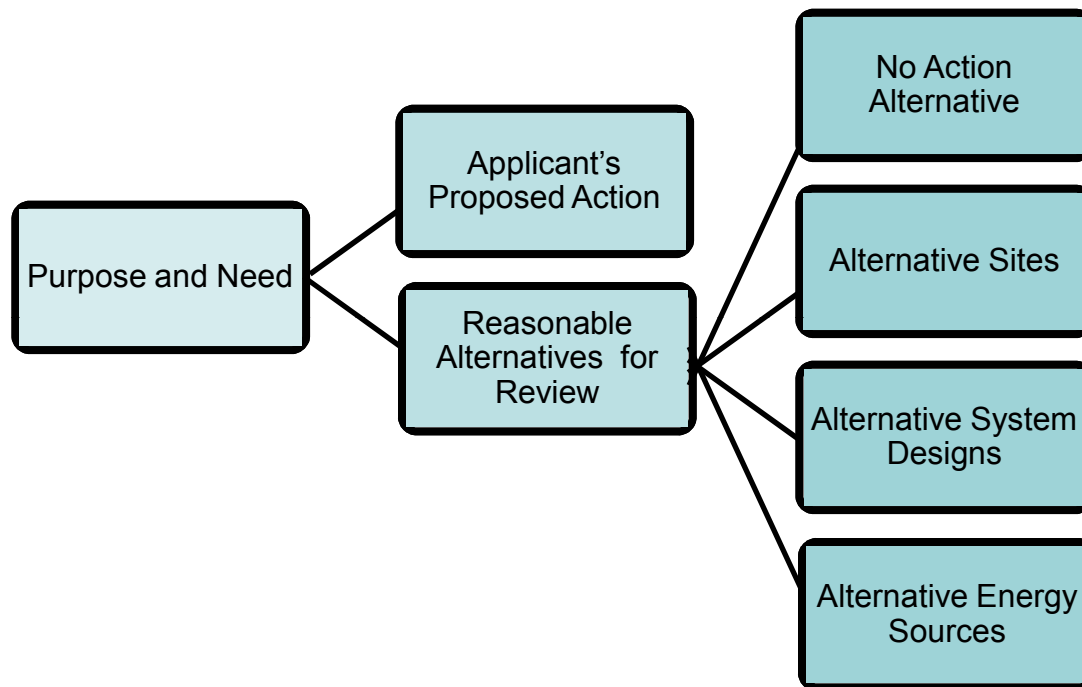 Purpose and Need
Applicant's
Proposed Action
Reasonable
Alternatives for
Review
No Action
Alternative
Alternative Sites
Alternative System
Designs
Alternative Energy
Sources